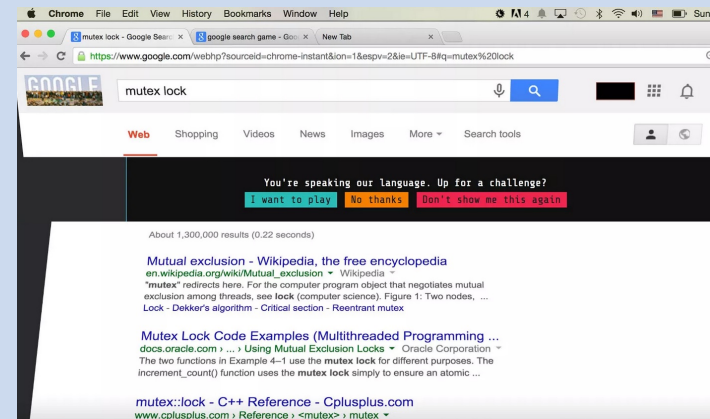 Chrome File Edit View History Bookmarks Window Help 4 Sun
mutex lock - Google Search google search game - Goo New Tab
https://www.google.com/webhp?sourceid=chrome-instant&ion=1&espv=2&ie=UTF-8#q=mutex%20lock
GOOGLE mutex lock
Web Shopping Videos News Images More Search tools
You're speaking our language. Up for a challenge?
I want to play No thanks Don't show me this again
About 1,300,000 results (0.22 seconds)
Mutual exclusion - Wikipedia, the free encyclopedia
en.wikipedia.org/wiki/Mutual_exclusion Wikipedia
"mutex" redirects here. For the computer program object that negotiates mutual
exclusion among threads, see lock (computer science). Figure 1: Two nodes, ...
Lock - Dekker's algorithm - Critical section - Reentrant mutex
Mutex Lock Code Examples (Multithreaded Programming ...
docs.oracle.com › ... › Using Mutual Exclusion Locks Oracle Corporation
The two functions in Example 4–1 use the mutex lock for different purposes. The
increment_count() function uses the mutex lock simply to ensure an atomic ...
mutex::lock - C++ Reference - Cplusplus.com
www.cplusplus.com › Reference › <mutex> › mutex